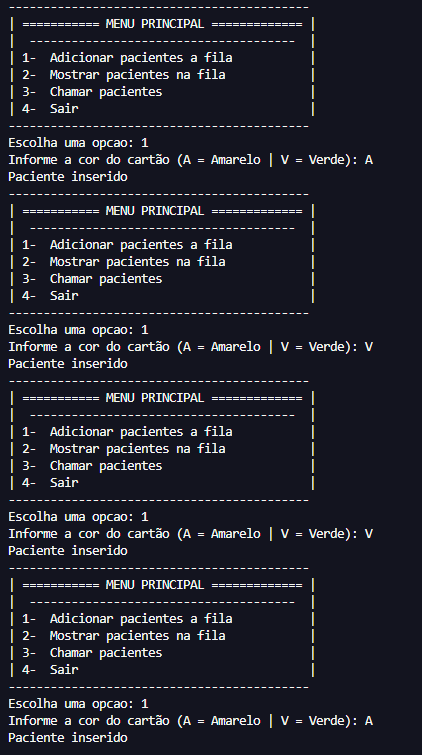 -------------------------------------------
| =========== MENU PRINCIPAL ============= |
|  --------------------------------------  |
| 1-  Adicionar pacientes a fila           |
| 2-  Mostrar pacientes na fila            |
| 3-  Chamar pacientes                     |
| 4-  Sair                                 |
-------------------------------------------
Escolha uma opcao: 1
Informe a cor do cartão (A = Amarelo | V = Verde): A
Paciente inserido
-------------------------------------------
| =========== MENU PRINCIPAL ============= |
|  --------------------------------------  |
| 1-  Adicionar pacientes a fila           |
| 2-  Mostrar pacientes na fila            |
| 3-  Chamar pacientes                     |
| 4-  Sair                                 |
-------------------------------------------
Escolha uma opcao: 1
Informe a cor do cartão (A = Amarelo | V = Verde): V
Paciente inserido
-------------------------------------------
| =========== MENU PRINCIPAL ============= |
|  --------------------------------------  |
| 1-  Adicionar pacientes a fila           |
| 2-  Mostrar pacientes na fila            |
| 3-  Chamar pacientes                     |
| 4-  Sair                                 |
-------------------------------------------
Escolha uma opcao: 1
Informe a cor do cartão (A = Amarelo | V = Verde): V
Paciente inserido
-------------------------------------------
| =========== MENU PRINCIPAL ============= |
|  --------------------------------------  |
| 1-  Adicionar pacientes a fila           |
| 2-  Mostrar pacientes na fila            |
| 3-  Chamar pacientes                     |
| 4-  Sair                                 |
-------------------------------------------
Escolha uma opcao: 1
Informe a cor do cartão (A = Amarelo | V = Verde): A
Paciente inserido